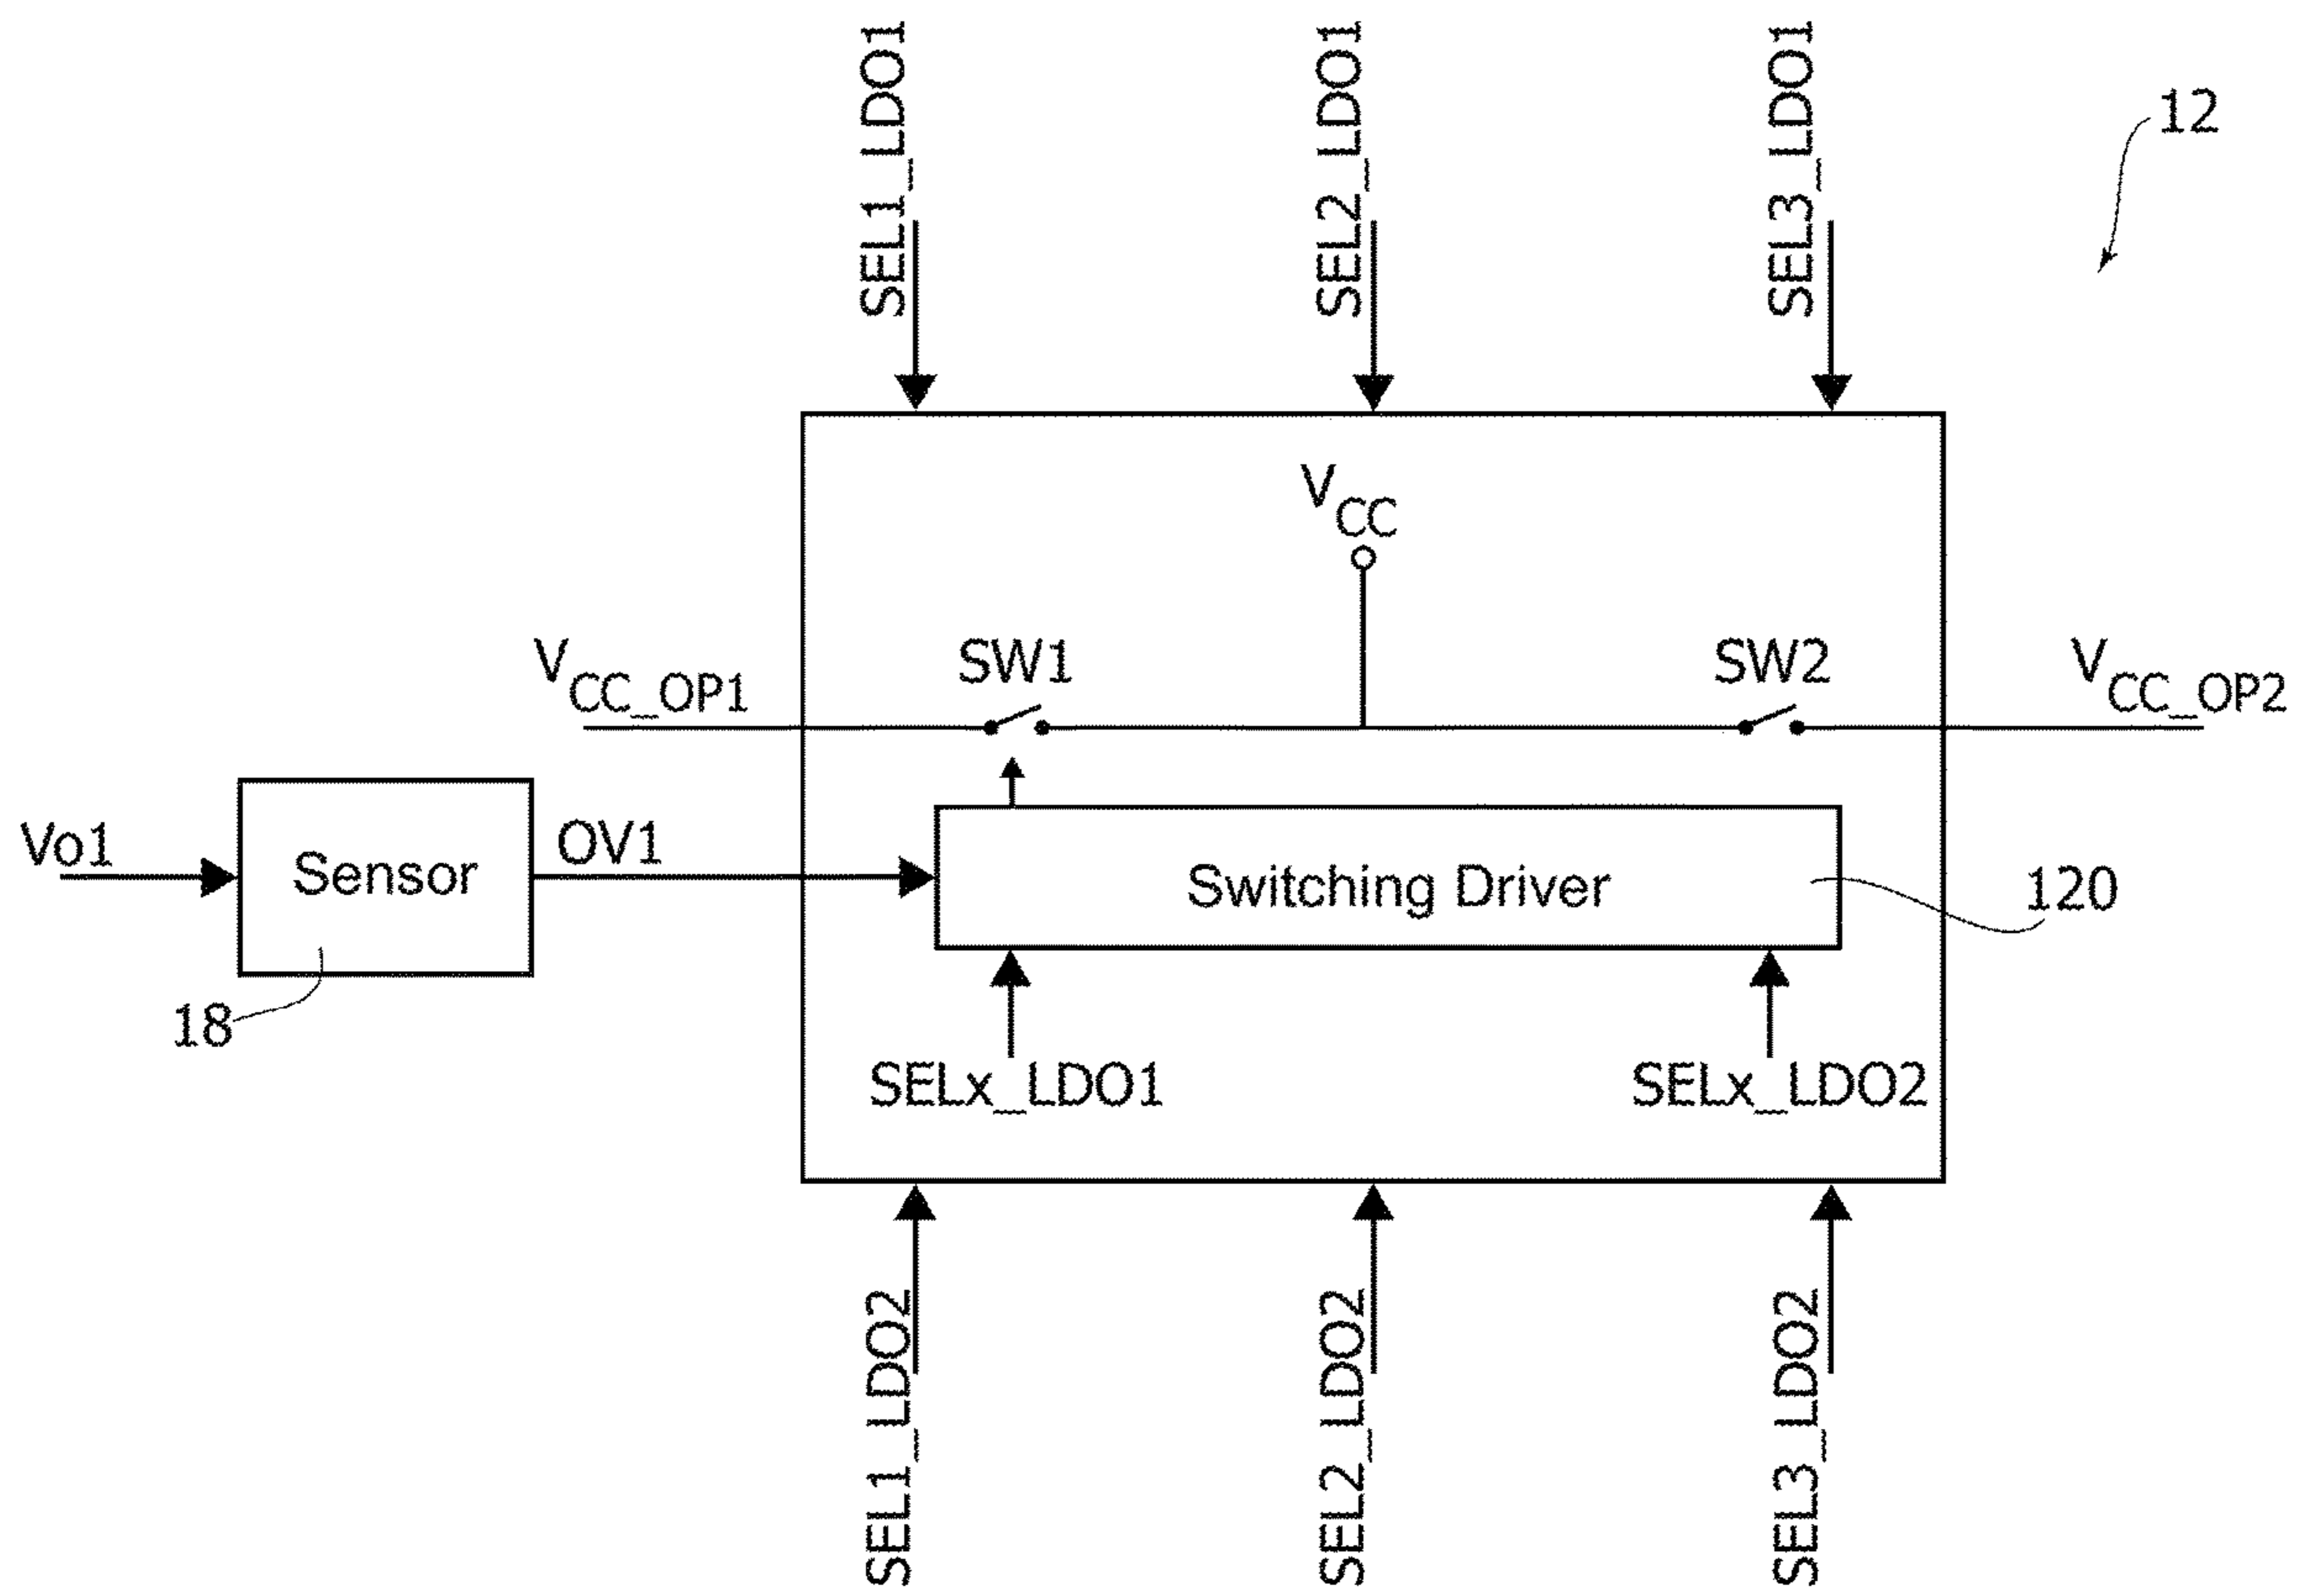 SEL1_LDO1
SEL2_LDO1
SEL3_LDO1
12
VCC
VCC_OP1
SW1
SW2
VCC_OP2
Vo1
Sensor
OV1
Switching Driver
120
18
SELx_LDO1
SELx_LDO2
SEL1_LDO2
SEL2_LDO2
SEL3_LDO2